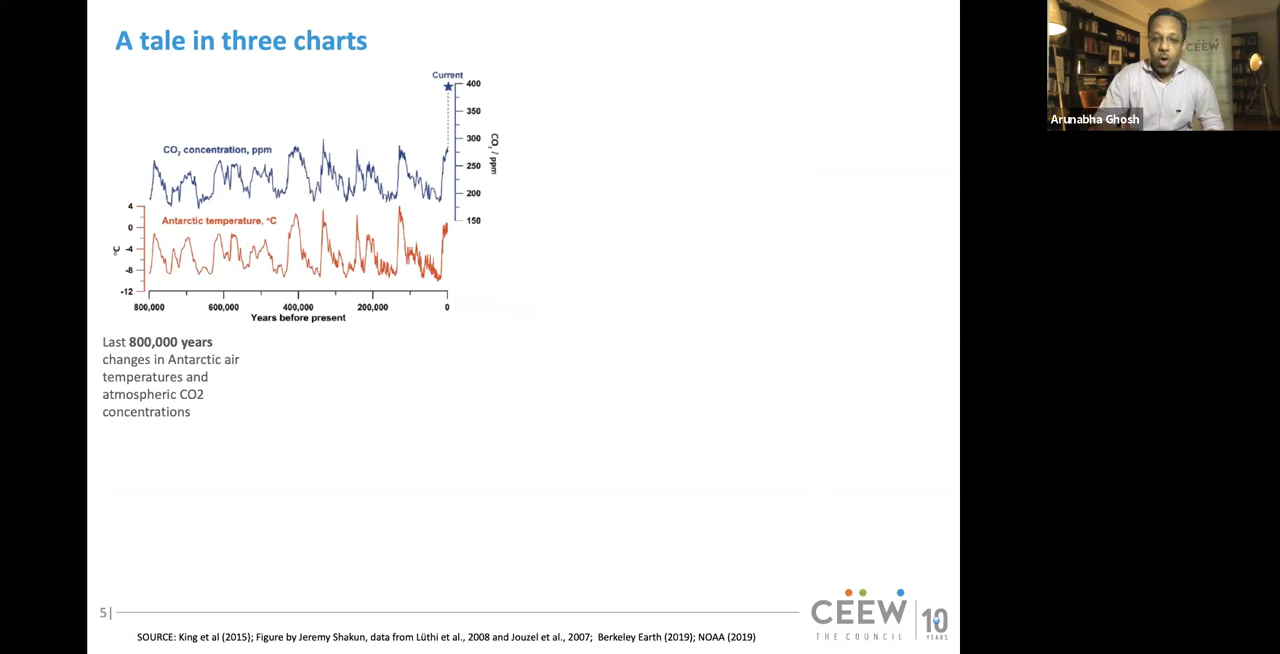 A tale in three charts
Current
400
350
300
250
200
150
CO2 / ppm
CO2 concentration, ppm
Antarctic temperature, °C
4
0
-4
-8
-12
°C
800,000
600,000
400,000
200,000
0
Years before present
Last 800,000 years
changes in Antarctic air
temperatures and
atmospheric CO2
concentrations
5|
SOURCE: King et al (2015); Figure by Jeremy Shakun, data from Lüthi et al., 2008 and Jouzel et al., 2007; Berkeley Earth (2019); NOAA (2019)
CEEW
THE COUNCIL
10
YEARS
CEEW
Arunabha Ghosh